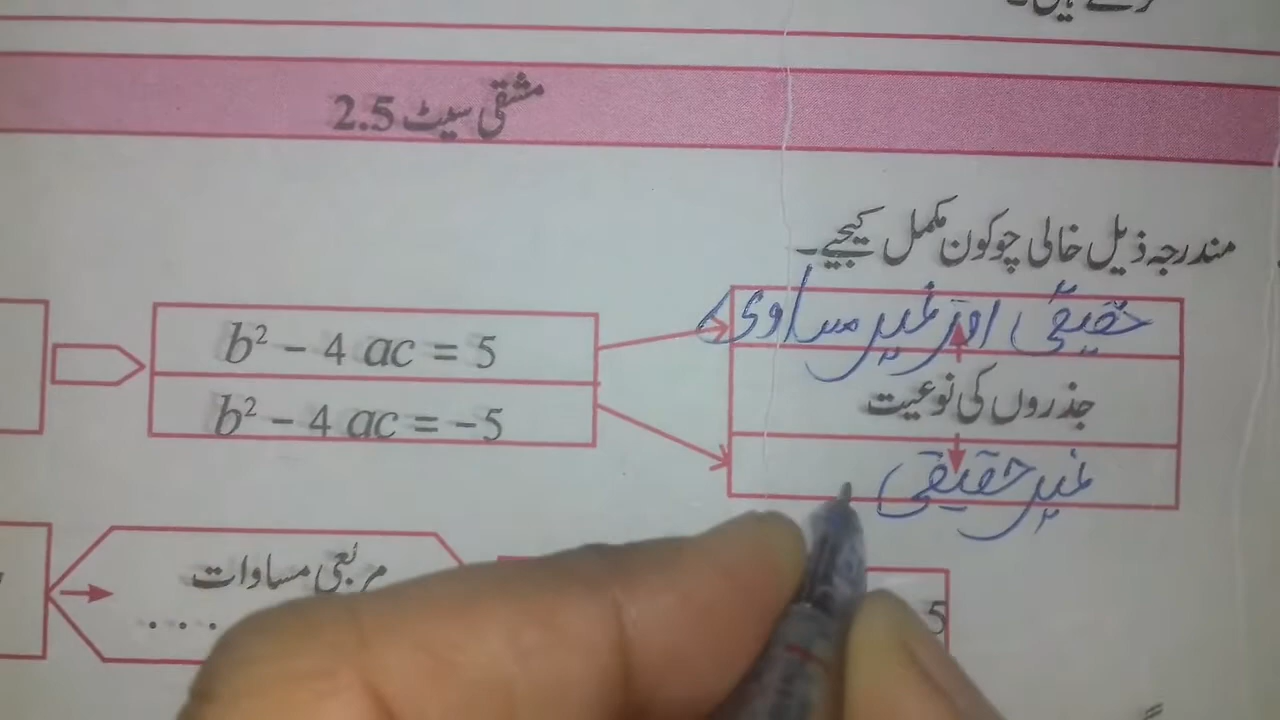 مشقی سیٹ 2.5
مندرجہ ذیل خالی چوکون مکمل کیجیے۔
حقیقی اور غیر مساوی
b² − 4 ac = 5
جذروں کی نوعیت
b² − 4 ac = −5
غیر حقیقی
مربعی مساوات
. . .
5